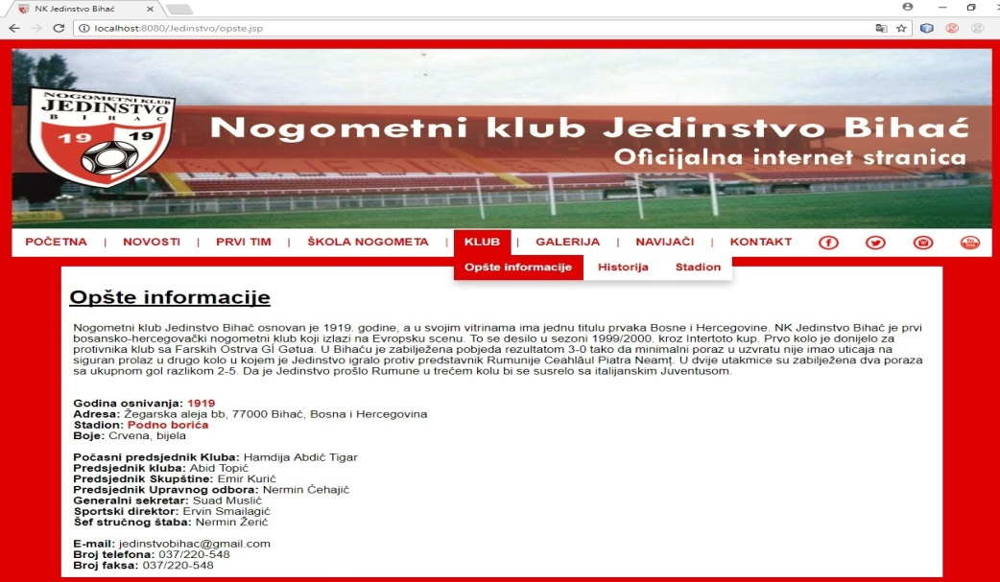 NK Jedinstvo Bihać
localhost:8080/Jedinstvo/opste.jsp
NOGOMETNI KLUB
JEDINSTVO
BIHAĆ
19 19
Nogometni klub Jedinstvo Bihać
Oficijalna internet stranica
POČETNA | NOVOSTI | PRVI TIM | ŠKOLA NOGOMETA | KLUB | GALERIJA | NAVIJAČI | KONTAKT
Opšte informacije Historija Stadion
Opšte informacije
Nogometni klub Jedinstvo Bihać osnovan je 1919. godine, a u svojim vitrinama ima jednu titulu prvaka Bosne i Hercegovine. NK Jedinstvo Bihać je prvi
bosansko-hercegovački nogometni klub koji izlazi na Evropsku scenu. To se desilo u sezoni 1999/2000. kroz Intertoto kup. Prvo kolo je donijelo za
protivnika klub sa Farskih Ostrva GÍ Gøtua. U Bihaću je zabilježena pobjeda rezultatom 3-0 tako da minimalni poraz u uzvratu nije imao uticaja na
siguran prolaz u drugo kolo u kojem je Jedinstvo igralo protiv predstavnik Rumunije Ceahlăul Piatra Neamț. U dvije utakmice su zabilježena dva poraza
sa ukupnom gol razlikom 2-5. Da je Jedinstvo prošlo Rumune u trećem kolu bi se susrelo sa italijanskim Juventusom.
Godina osnivanja: 1919
Adresa: Žegarska aleja bb, 77000 Bihać, Bosna i Hercegovina
Stadion: Podno borića
Boje: Crvena, bijela
Počasni predsjednik Kluba: Hamdija Abdić Tigar
Predsjednik kluba: Abid Topić
Predsjednik Skupštine: Emir Kurić
Predsjednik Upravnog odbora: Nermin Čehajić
Generalni sekretar: Suad Muslić
Sportski direktor: Ervin Smailagić
Šef stručnog štaba: Nermin Žerić
E-mail: jedinstvobihac@gmail.com
Broj telefona: 037/220-548
Broj faksa: 037/220-548